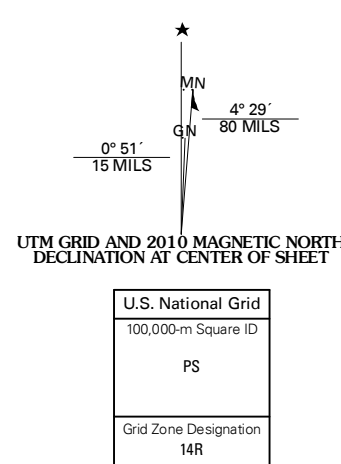 ★
MN
4° 29´
80 MILS
GN
0° 51´
15 MILS
UTM GRID AND 2010 MAGNETIC NORTH
DECLINATION AT CENTER OF SHEET
U.S. National Grid
100,000-m Square ID
PS
Grid Zone Designation
14R